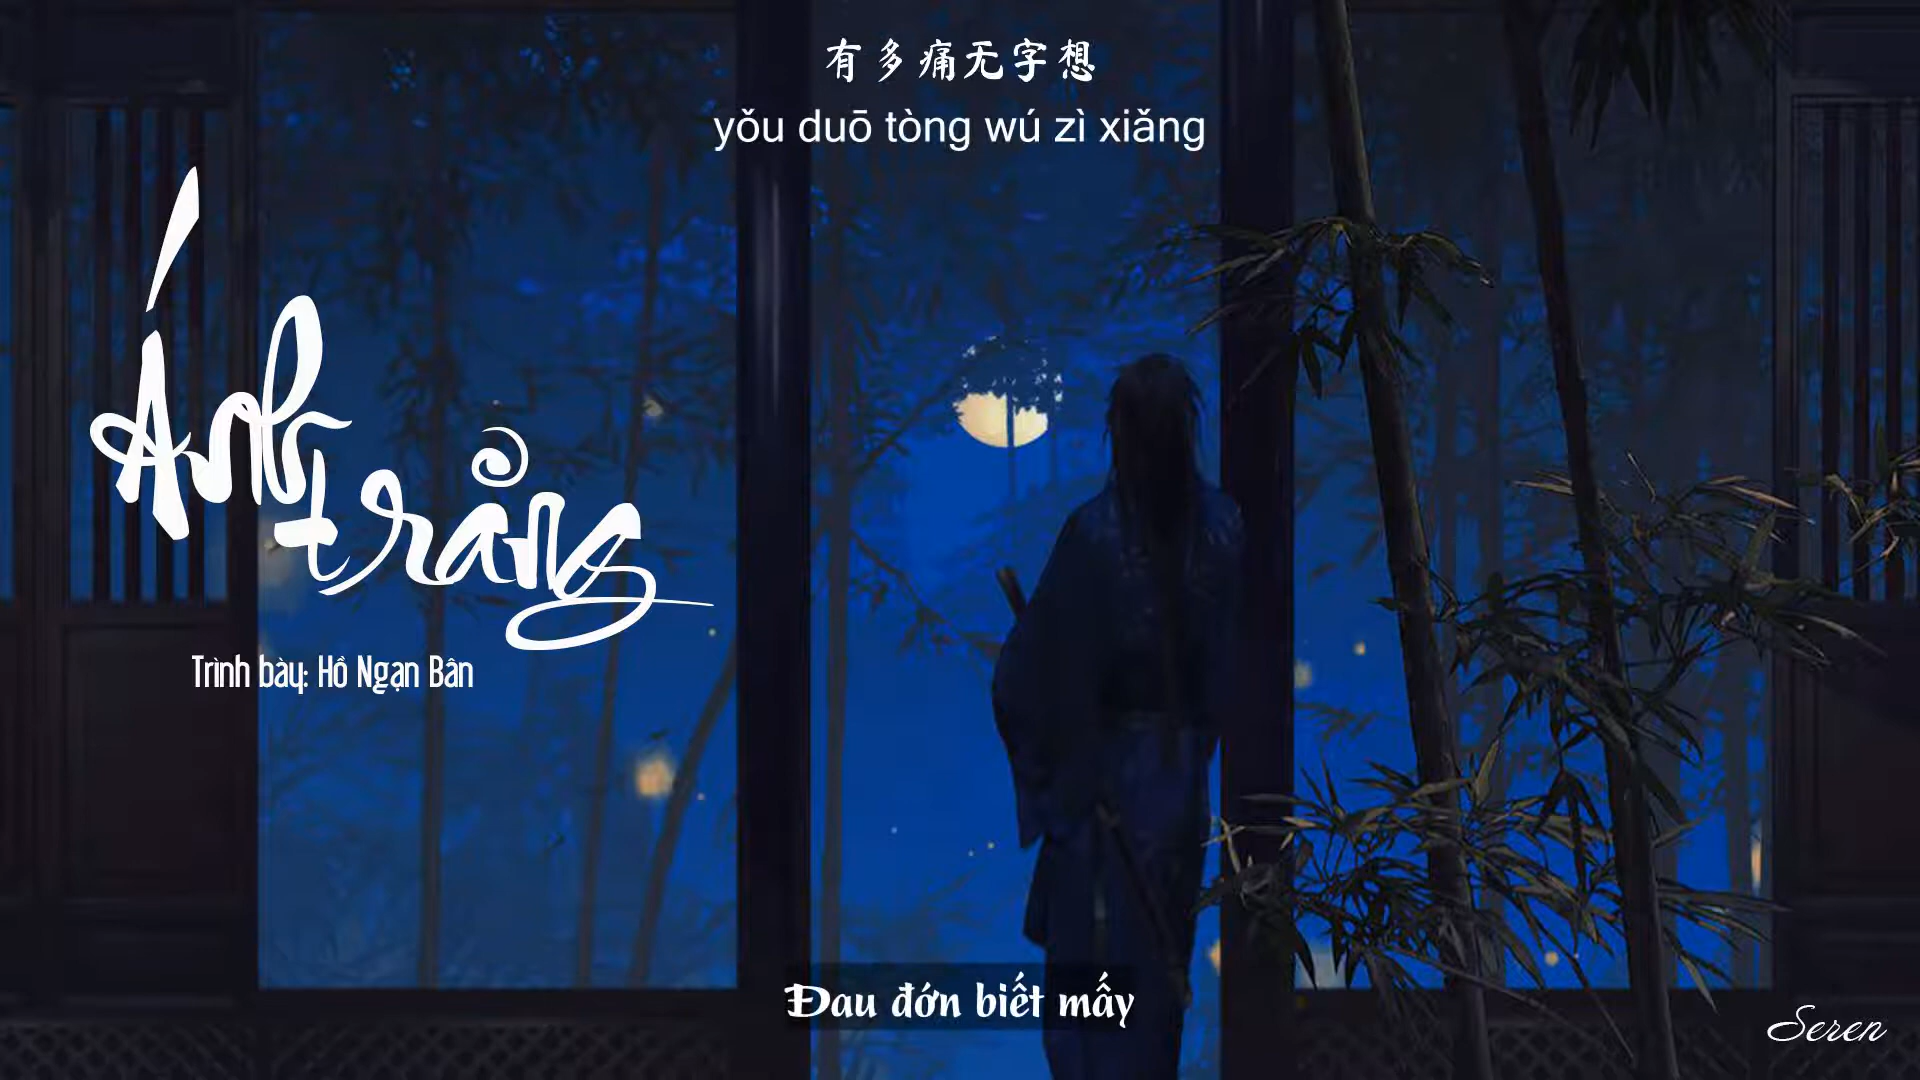 有多痛无字想
yǒu duō tòng wú zì xiǎng
Ánh
trẳng
Trình bày: Hồ Ngạn Bân
Đau đớn biết mấy
Seren